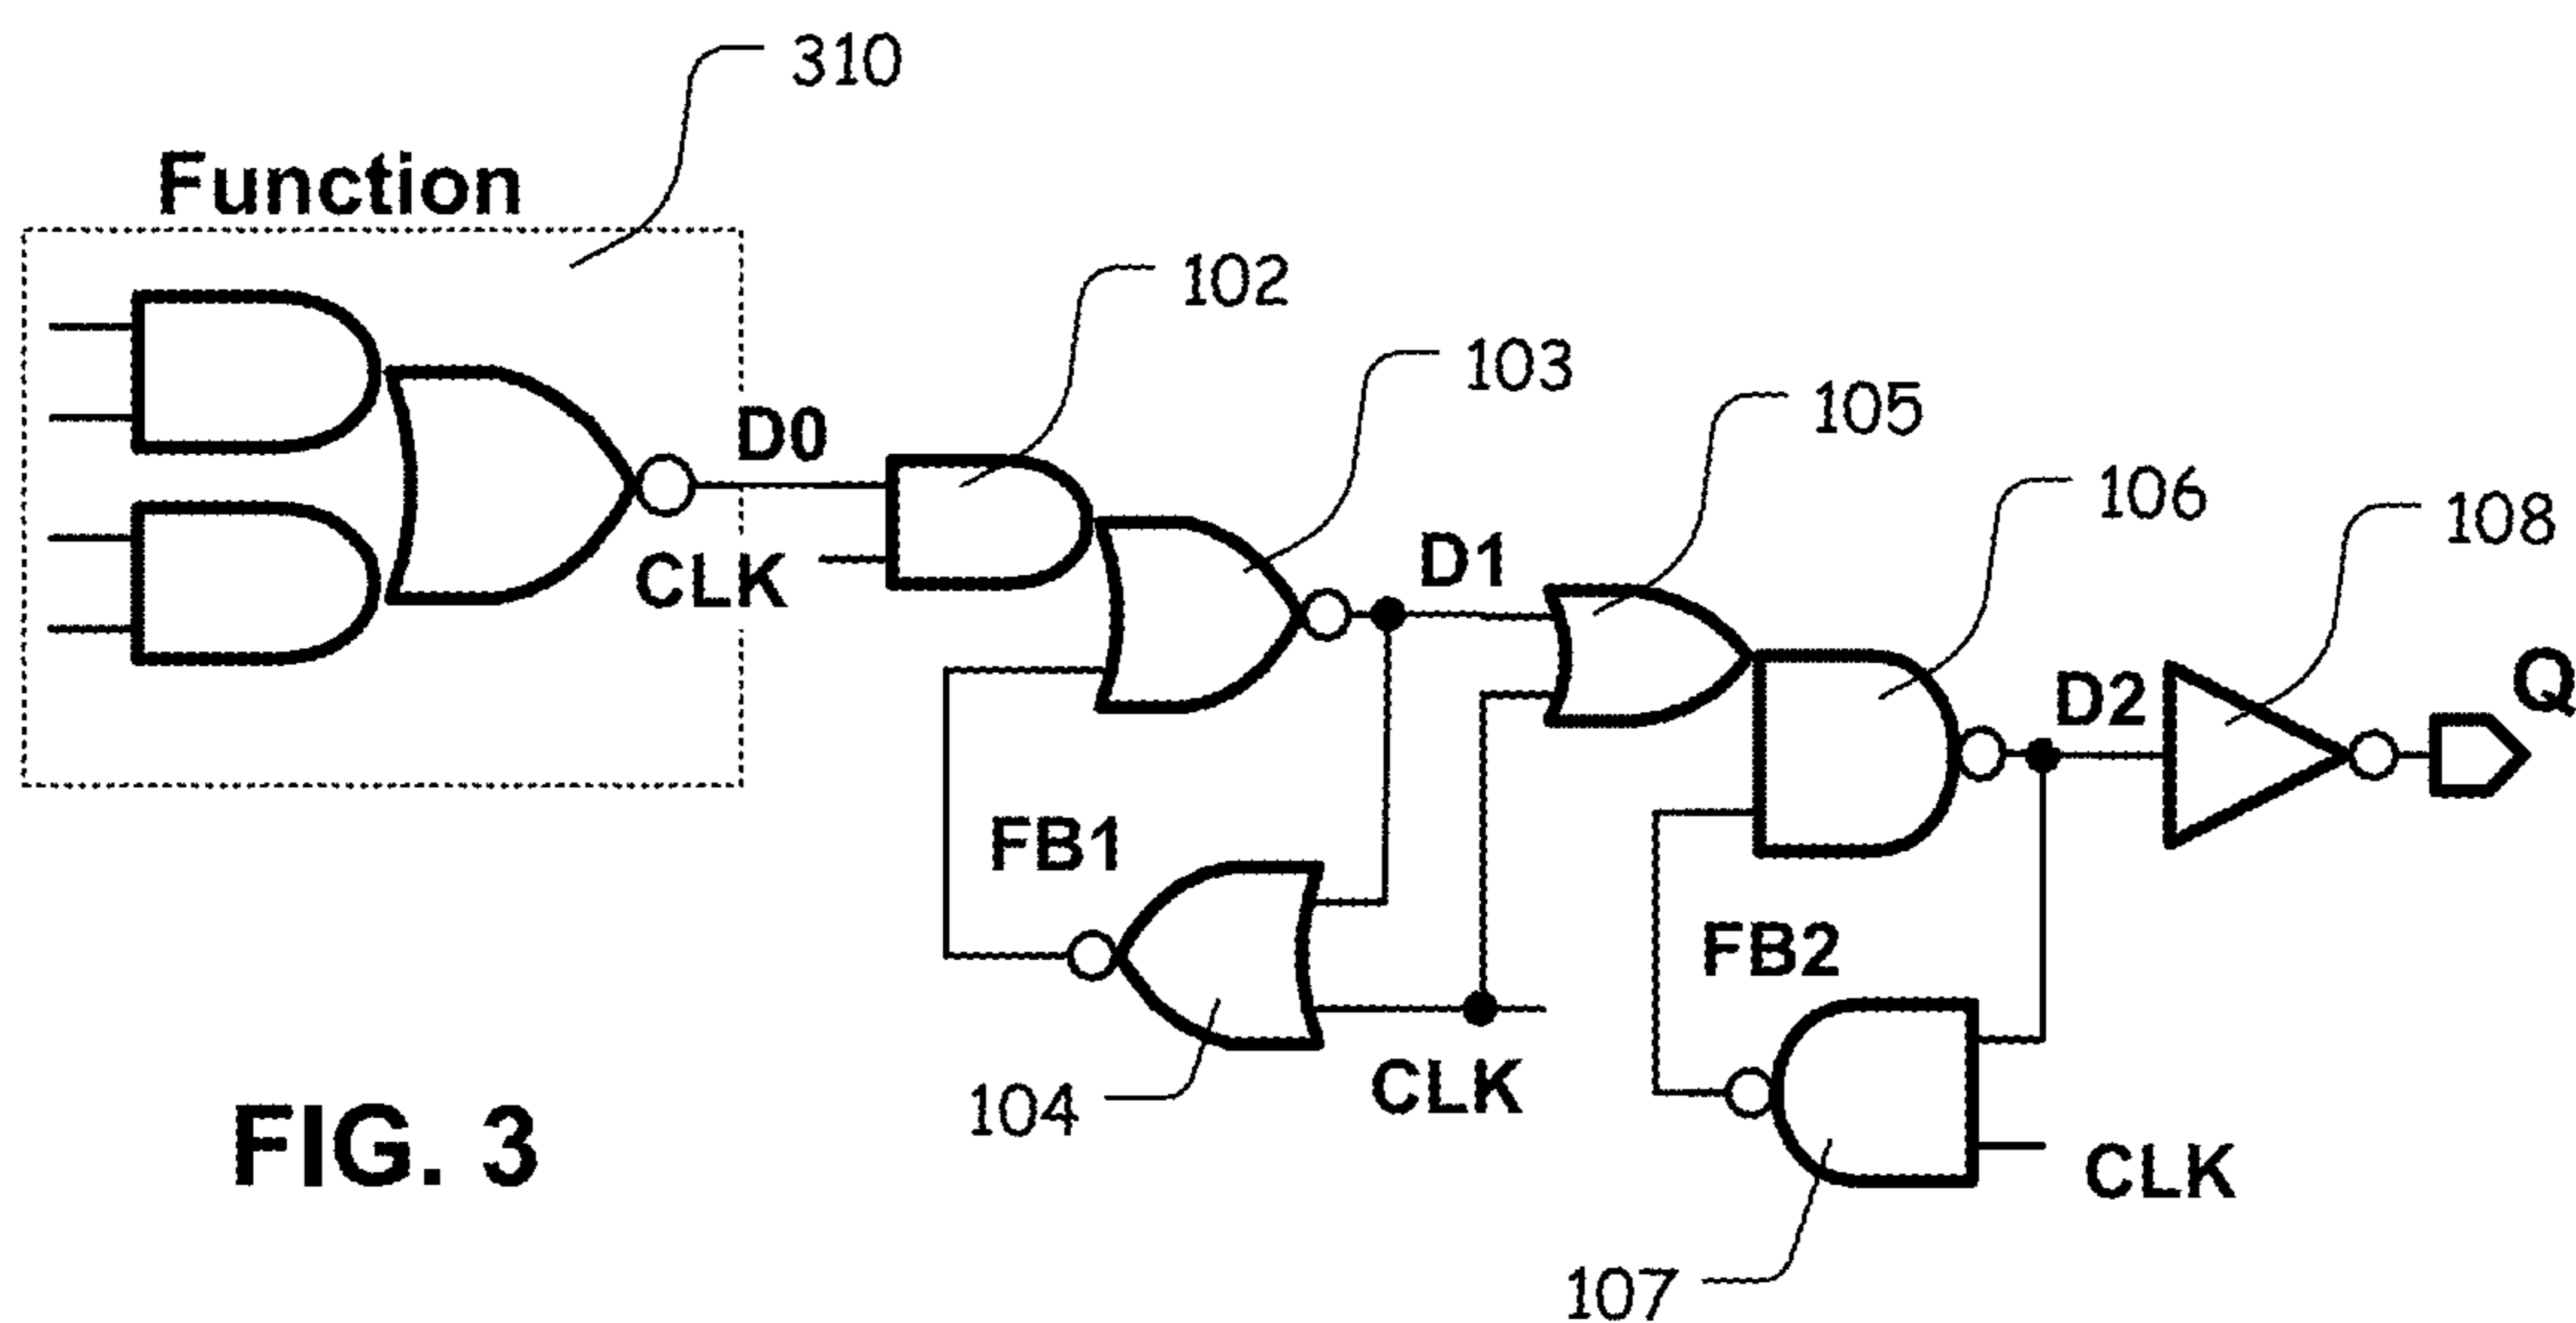 310
Function
102
103
D0
105
CLK
D1
106
108
D2
Q
FB1
FB2
104
CLK
FIG. 3
CLK
107